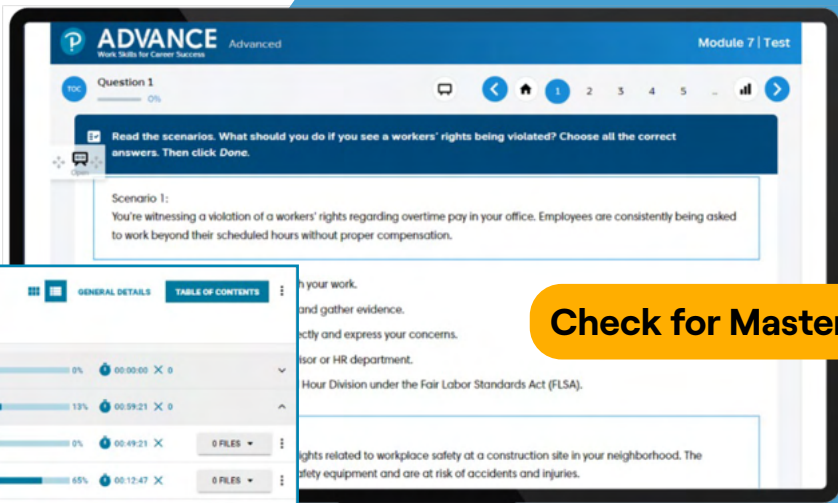 ADVANCE
Work Skills for Career Success
Advanced
Module 7 | Test
TOC
Question 1
0%
1 2 3 4 5 ...
Read the scenarios. What should you do if you see a workers' rights being violated? Choose all the correct
answers. Then click Done.
Open
Scenario 1:
You're witnessing a violation of a workers' rights regarding overtime pay in your office. Employees are consistently being asked
to work beyond their scheduled hours without proper compensation.
your work.
and gather evidence.
and express your concerns.
or HR department.
Hour Division under the Fair Labor Standards Act (FLSA).
related to workplace safety at a construction site in your neighborhood. The
equipment and are at risk of accidents and injuries.
Check for Master
GENERAL DETAILS TABLE OF CONTENTS
0% 00:00:00 X 0
13% 00:59:21 X 0
0% 00:49:21 X 0 FILES
65% 00:12:47 X 0 FILES